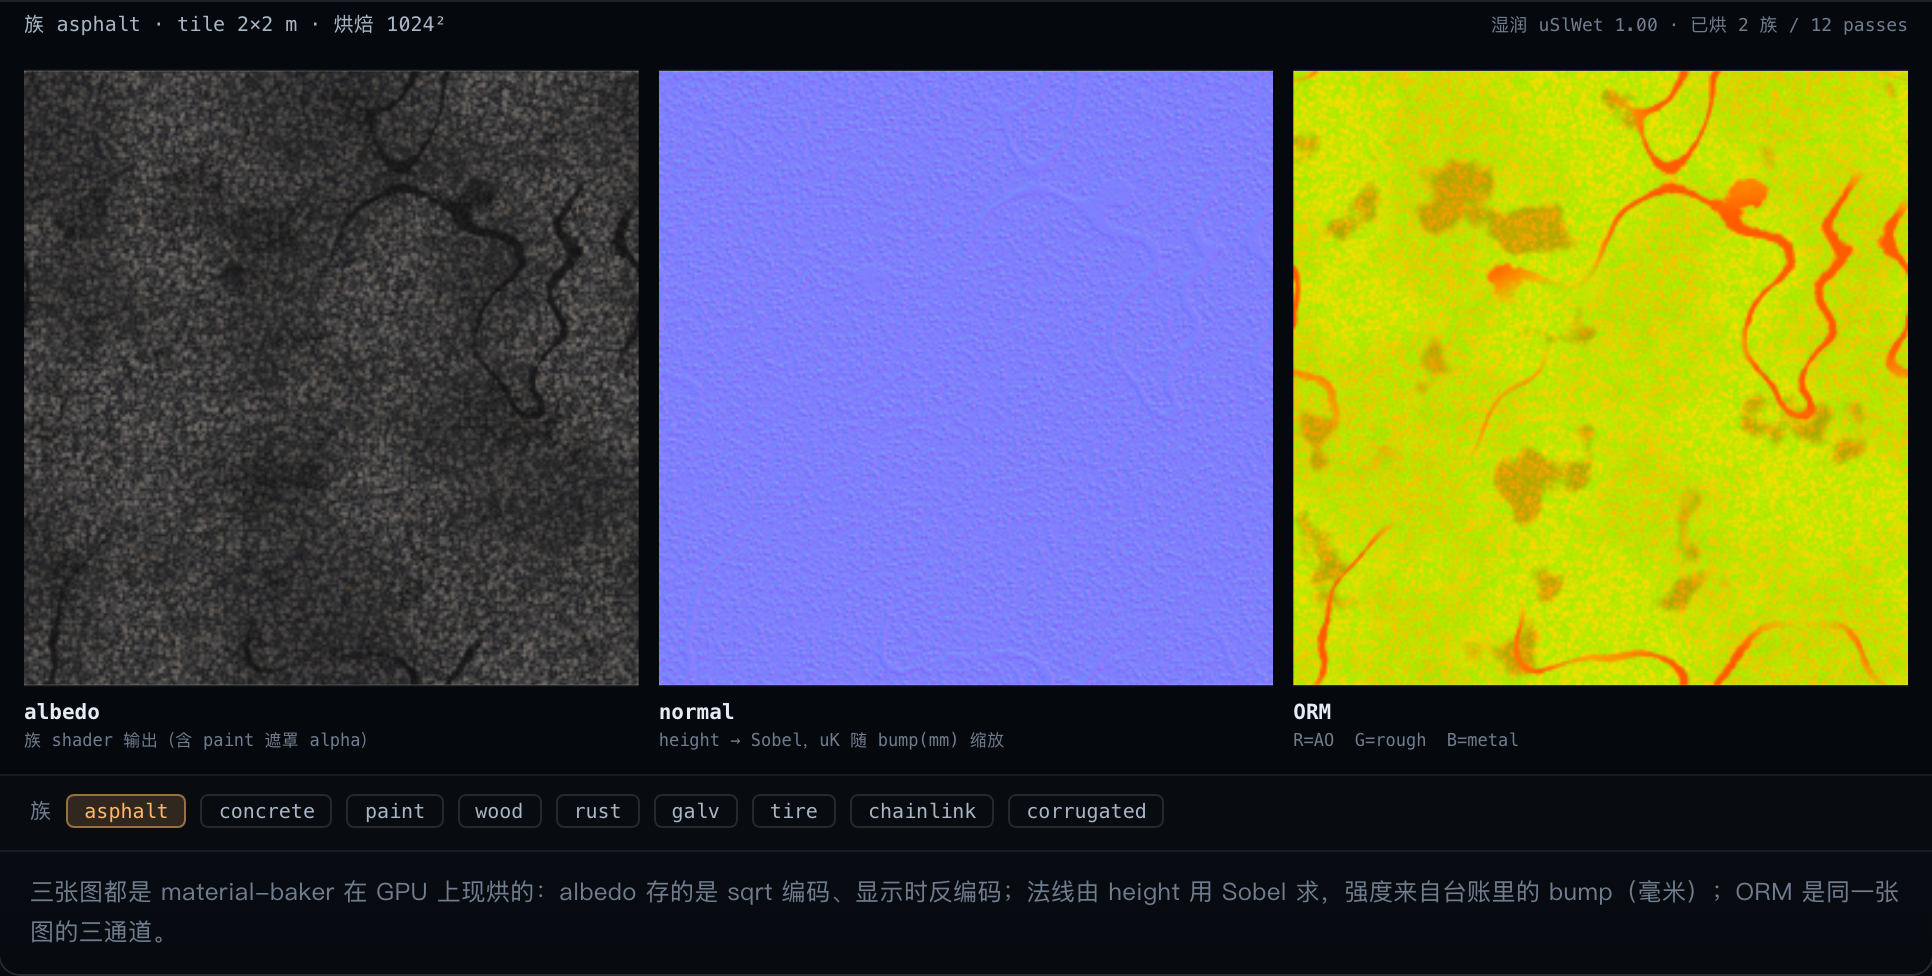 族 asphalt · tile 2×2 m · 烘焙 1024²
湿润 uSlWet 1.00 · 已烘 2 族 / 12 passes
albedo
族 shader 输出（含 paint 遮罩 alpha）
normal
height → Sobel，uK 随 bump(mm) 缩放
ORM
R=AO G=rough B=metal
族 asphalt concrete paint wood rust galv tire chainlink corrugated
三张图都是 material-baker 在 GPU 上现烘的：albedo 存的是 sqrt 编码、显示时反编码；法线由 height 用 Sobel 求，强度来自台账里的 bump（毫米）；ORM 是同一张
图的三通道。